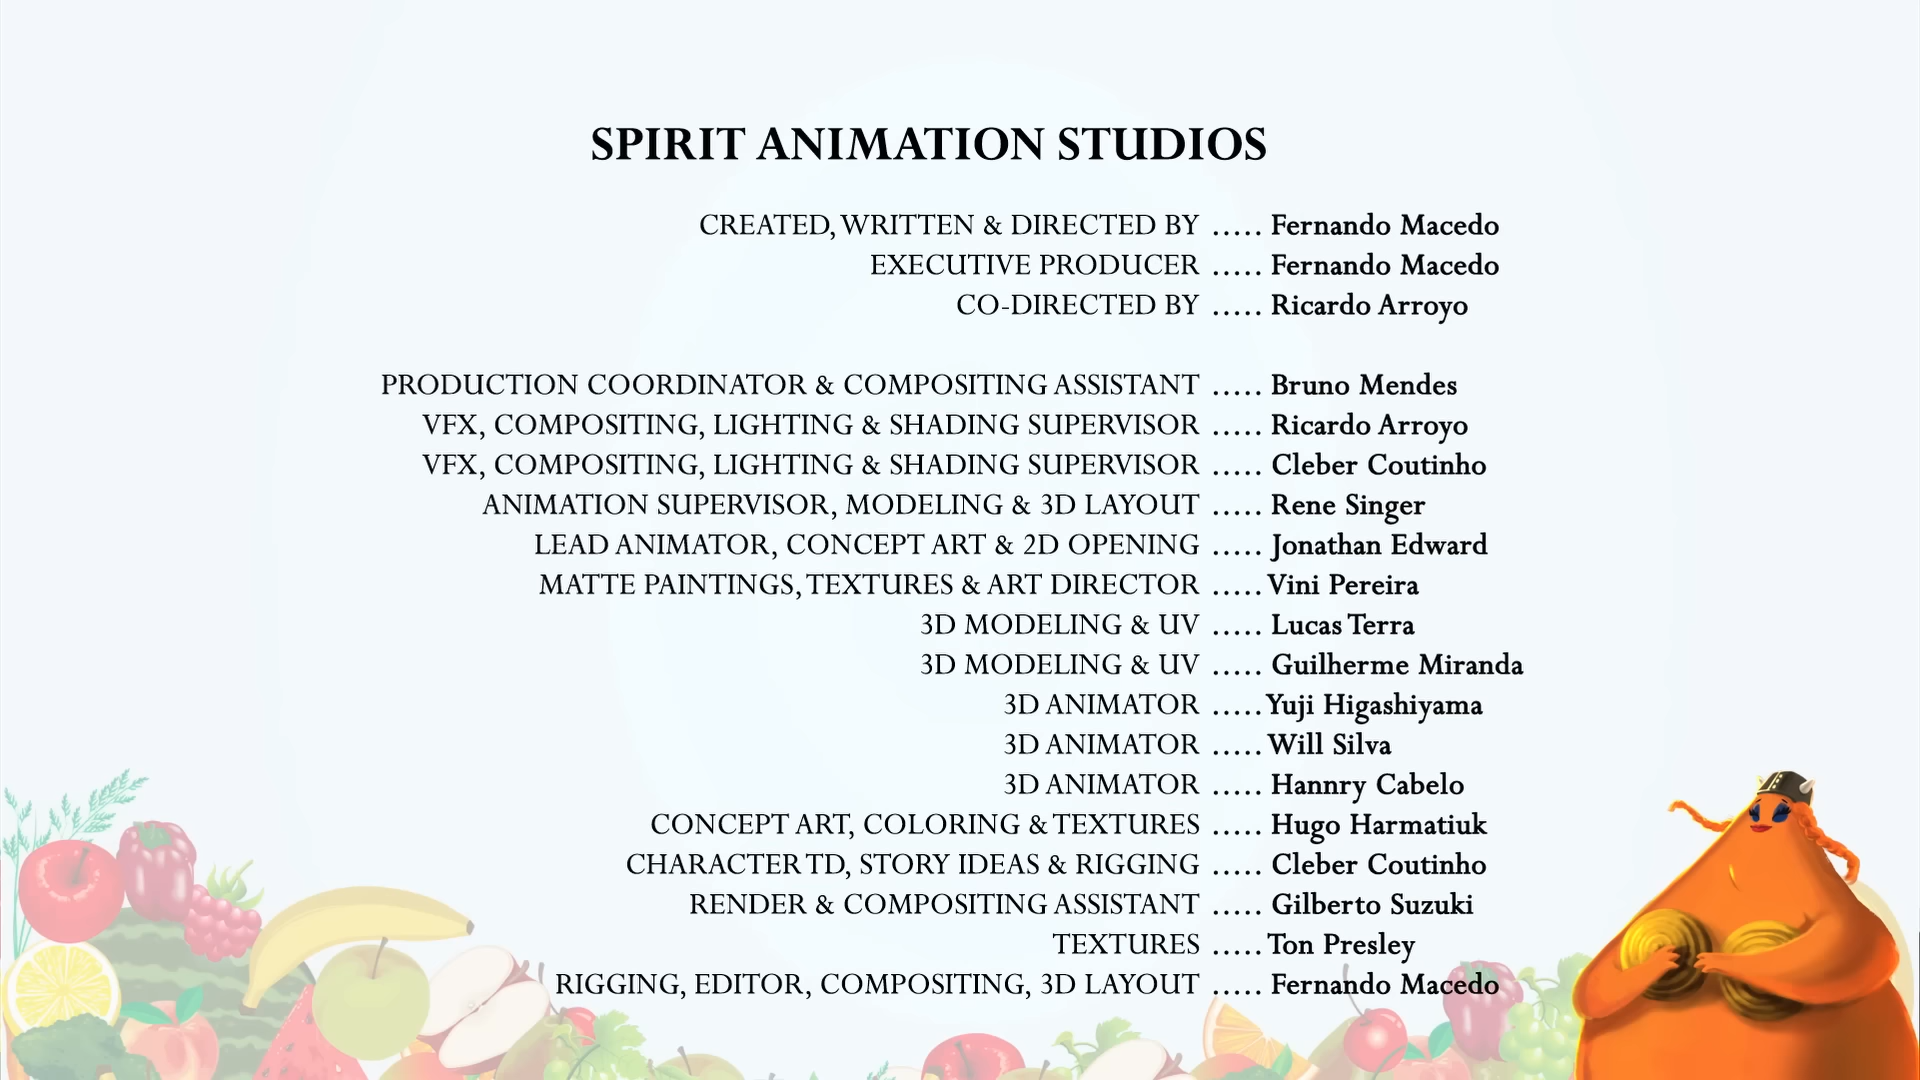 SPIRIT ANIMATION STUDIOS
CREATED, WRITTEN & DIRECTED BY ..... Fernando Macedo
EXECUTIVE PRODUCER ..... Fernando Macedo
CO-DIRECTED BY ..... Ricardo Arroyo
PRODUCTION COORDINATOR & COMPOSITING ASSISTANT ..... Bruno Mendes
VFX, COMPOSITING, LIGHTING & SHADING SUPERVISOR ..... Ricardo Arroyo
VFX, COMPOSITING, LIGHTING & SHADING SUPERVISOR ..... Cleber Coutinho
ANIMATION SUPERVISOR, MODELING & 3D LAYOUT ..... Rene Singer
LEAD ANIMATOR, CONCEPT ART & 2D OPENING ..... Jonathan Edward
MATTE PAINTINGS, TEXTURES & ART DIRECTOR ..... Vini Pereira
3D MODELING & UV ..... Lucas Terra
3D MODELING & UV ..... Guilherme Miranda
3D ANIMATOR ..... Yuji Higashiyama
3D ANIMATOR ..... Will Silva
3D ANIMATOR ..... Hannry Cabelo
CONCEPT ART, COLORING & TEXTURES ..... Hugo Harmatiuk
CHARACTER TD, STORY IDEAS & RIGGING ..... Cleber Coutinho
RENDER & COMPOSITING ASSISTANT ..... Gilberto Suzuki
TEXTURES ..... Ton Presley
RIGGING, EDITOR, COMPOSITING, 3D LAYOUT ..... Fernando Macedo